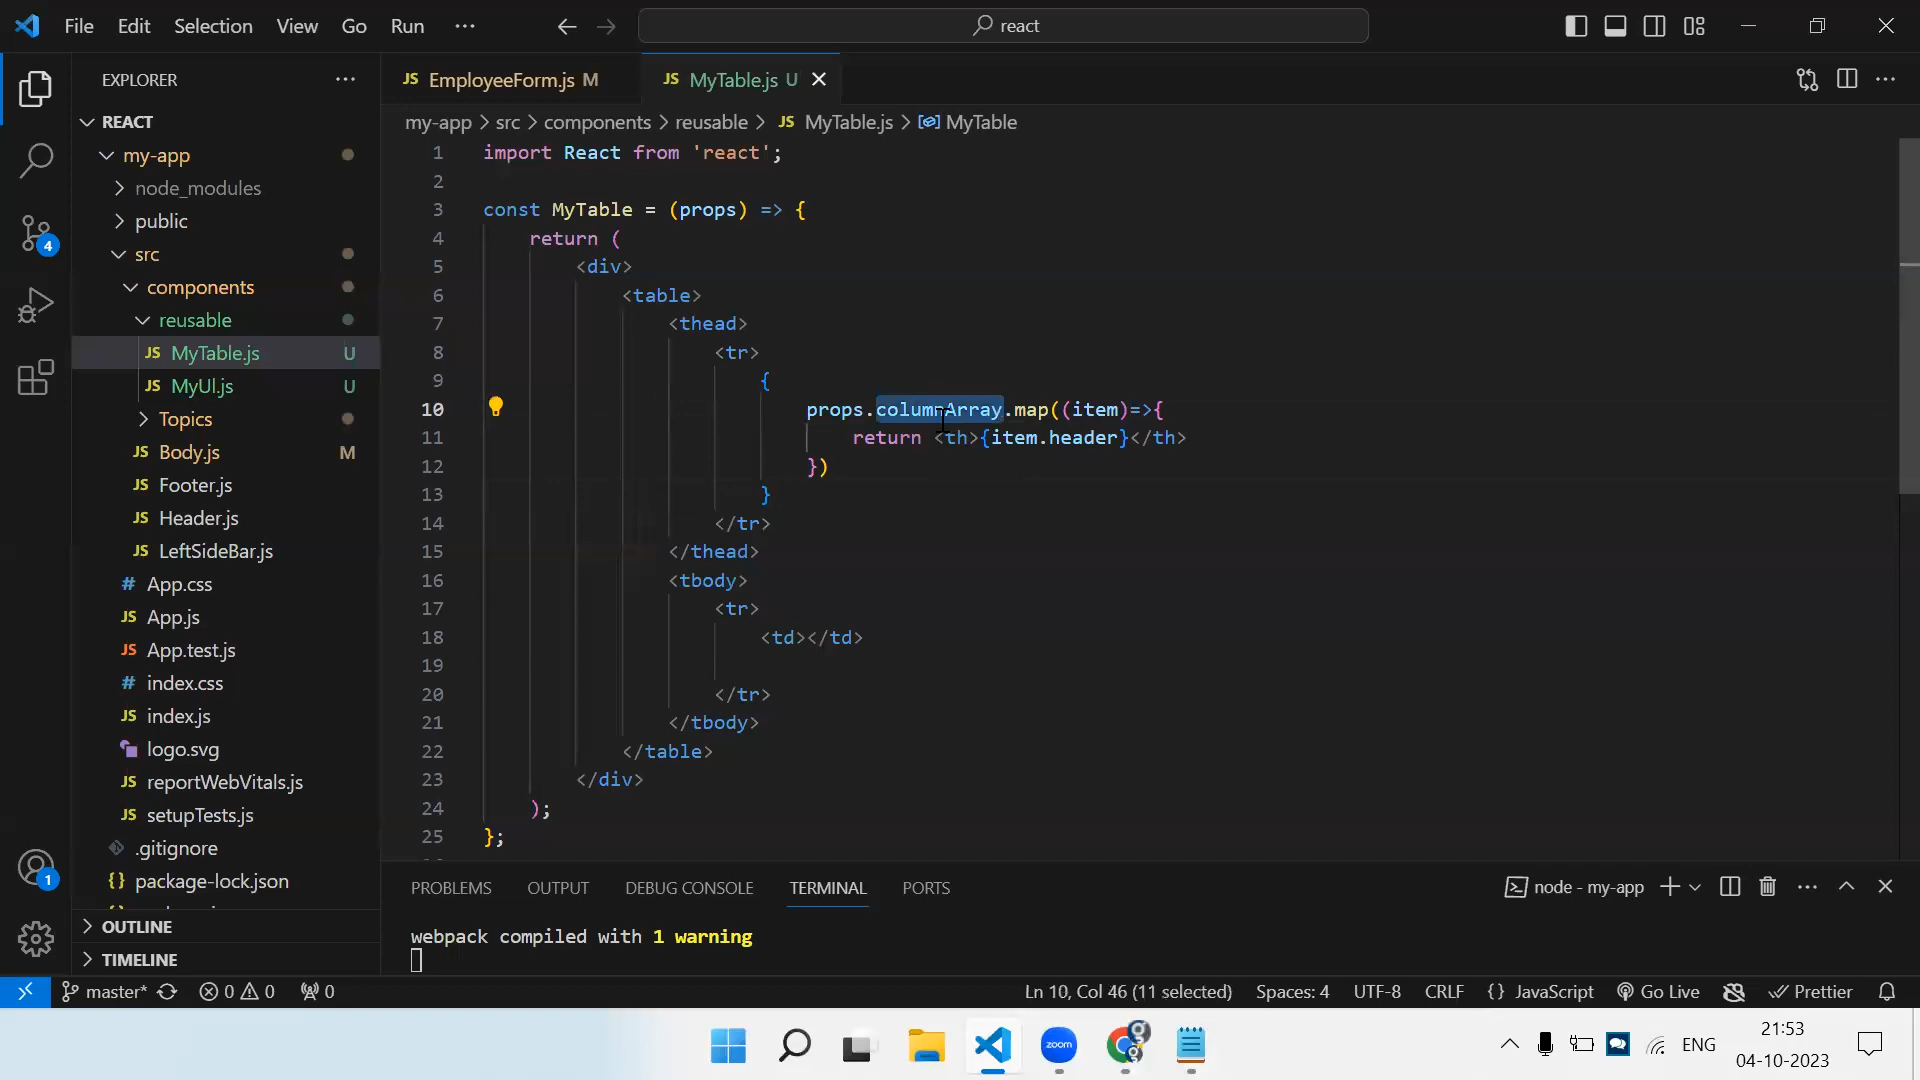 File Edit Selection View Go Run ··· react
EXPLORER ···
REACT
my-app
node_modules
public
src
components
reusable
JS MyTable.js U
JS MyUl.js U
Topics
JS Body.js M
JS Footer.js
JS Header.js
JS LeftSideBar.js
# App.css
JS App.js
JS App.test.js
# index.css
JS index.js
logo.svg
JS reportWebVitals.js
JS setupTests.js
.gitignore
{} package-lock.json
OUTLINE
TIMELINE
4
1
JS EmployeeForm.js M JS MyTable.js U
my-app > src > components > reusable > JS MyTable.js > MyTable
1 import React from 'react';
2
3 const MyTable = (props) => {
4 return (
5 <div>
6 <table>
7 <thead>
8 <tr>
9 {
10 props.columnArray.map((item)=>{
11 return <th>{item.header}</th>
12 })
13 }
14 </tr>
15 </thead>
16 <tbody>
17 <tr>
18 <td></td>
19
20 </tr>
21 </tbody>
22 </table>
23 </div>
24 );
25 };
PROBLEMS OUTPUT DEBUG CONSOLE TERMINAL PORTS node - my-app
webpack compiled with 1 warning
master* 0 0 0 Ln 10, Col 46 (11 selected) Spaces: 4 UTF-8 CRLF {} JavaScript Go Live Prettier
zoom ENG 21:53
04-10-2023